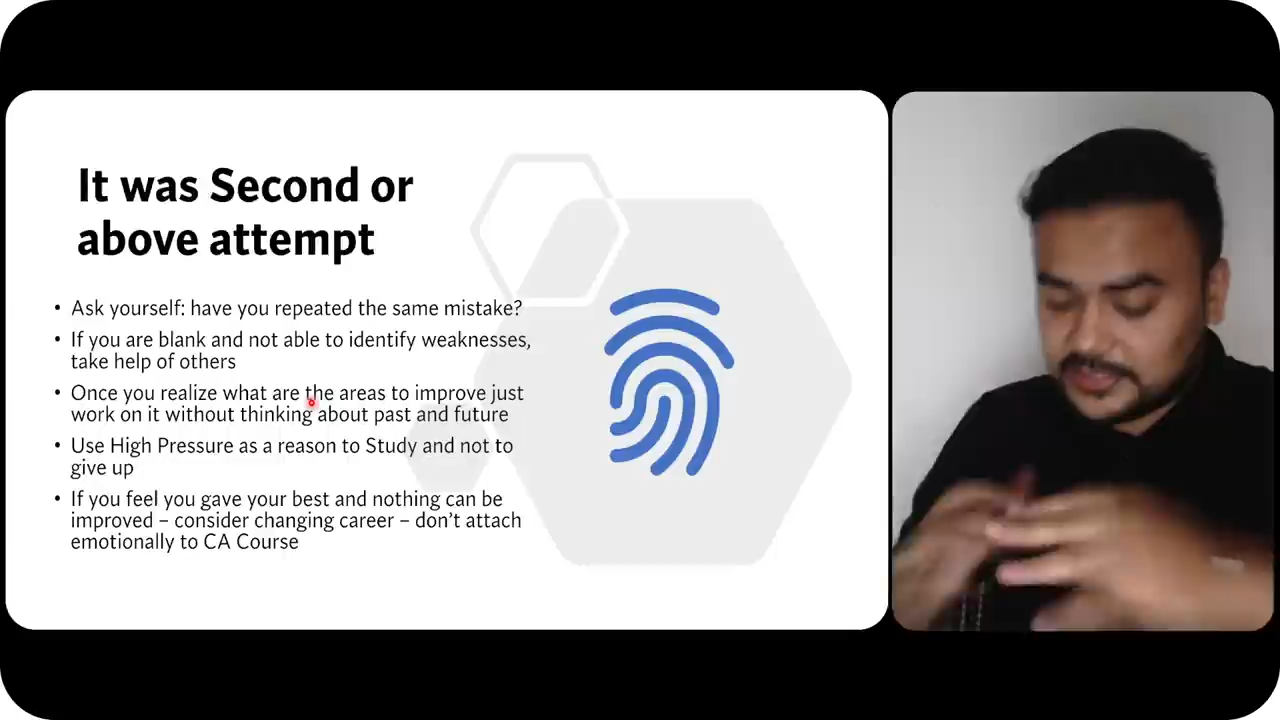 It was Second or
above attempt
• Ask yourself: have you repeated the same mistake?
• If you are blank and not able to identify weaknesses,
take help of others
• Once you realize what are the areas to improve just
work on it without thinking about past and future
• Use High Pressure as a reason to Study and not to
give up
• If you feel you gave your best and nothing can be
improved – consider changing career – don’t attach
emotionally to CA Course